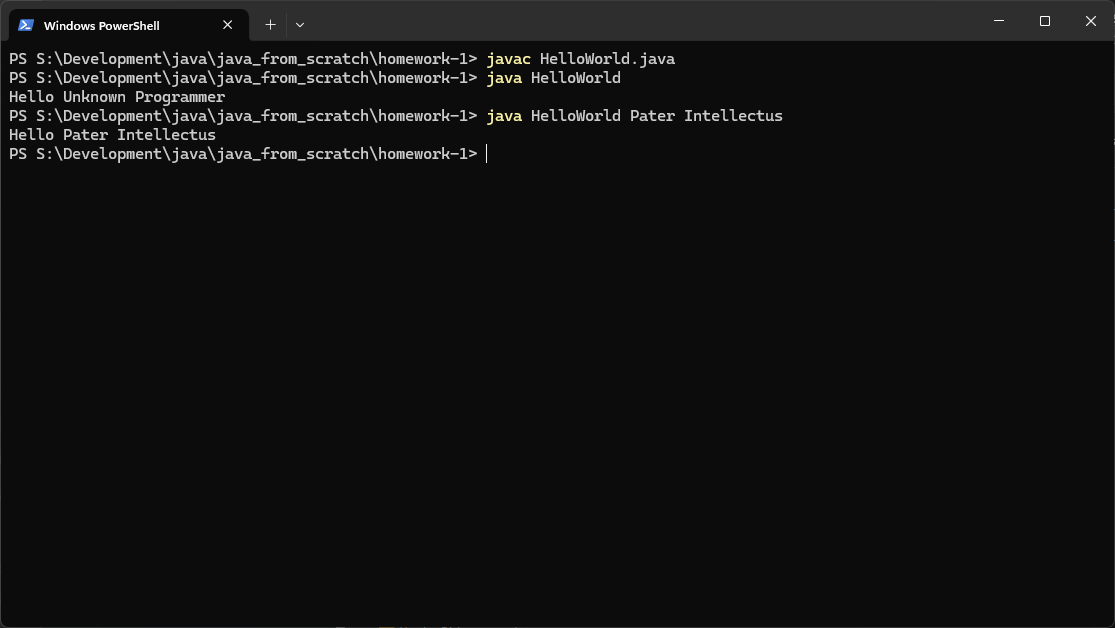 Windows PowerShell
PS S:\Development\java\java_from_scratch\homework-1> javac HelloWorld.java
PS S:\Development\java\java_from_scratch\homework-1> java HelloWorld
Hello Unknown Programmer
PS S:\Development\java\java_from_scratch\homework-1> java HelloWorld Pater Intellectus
Hello Pater Intellectus
PS S:\Development\java\java_from_scratch\homework-1>